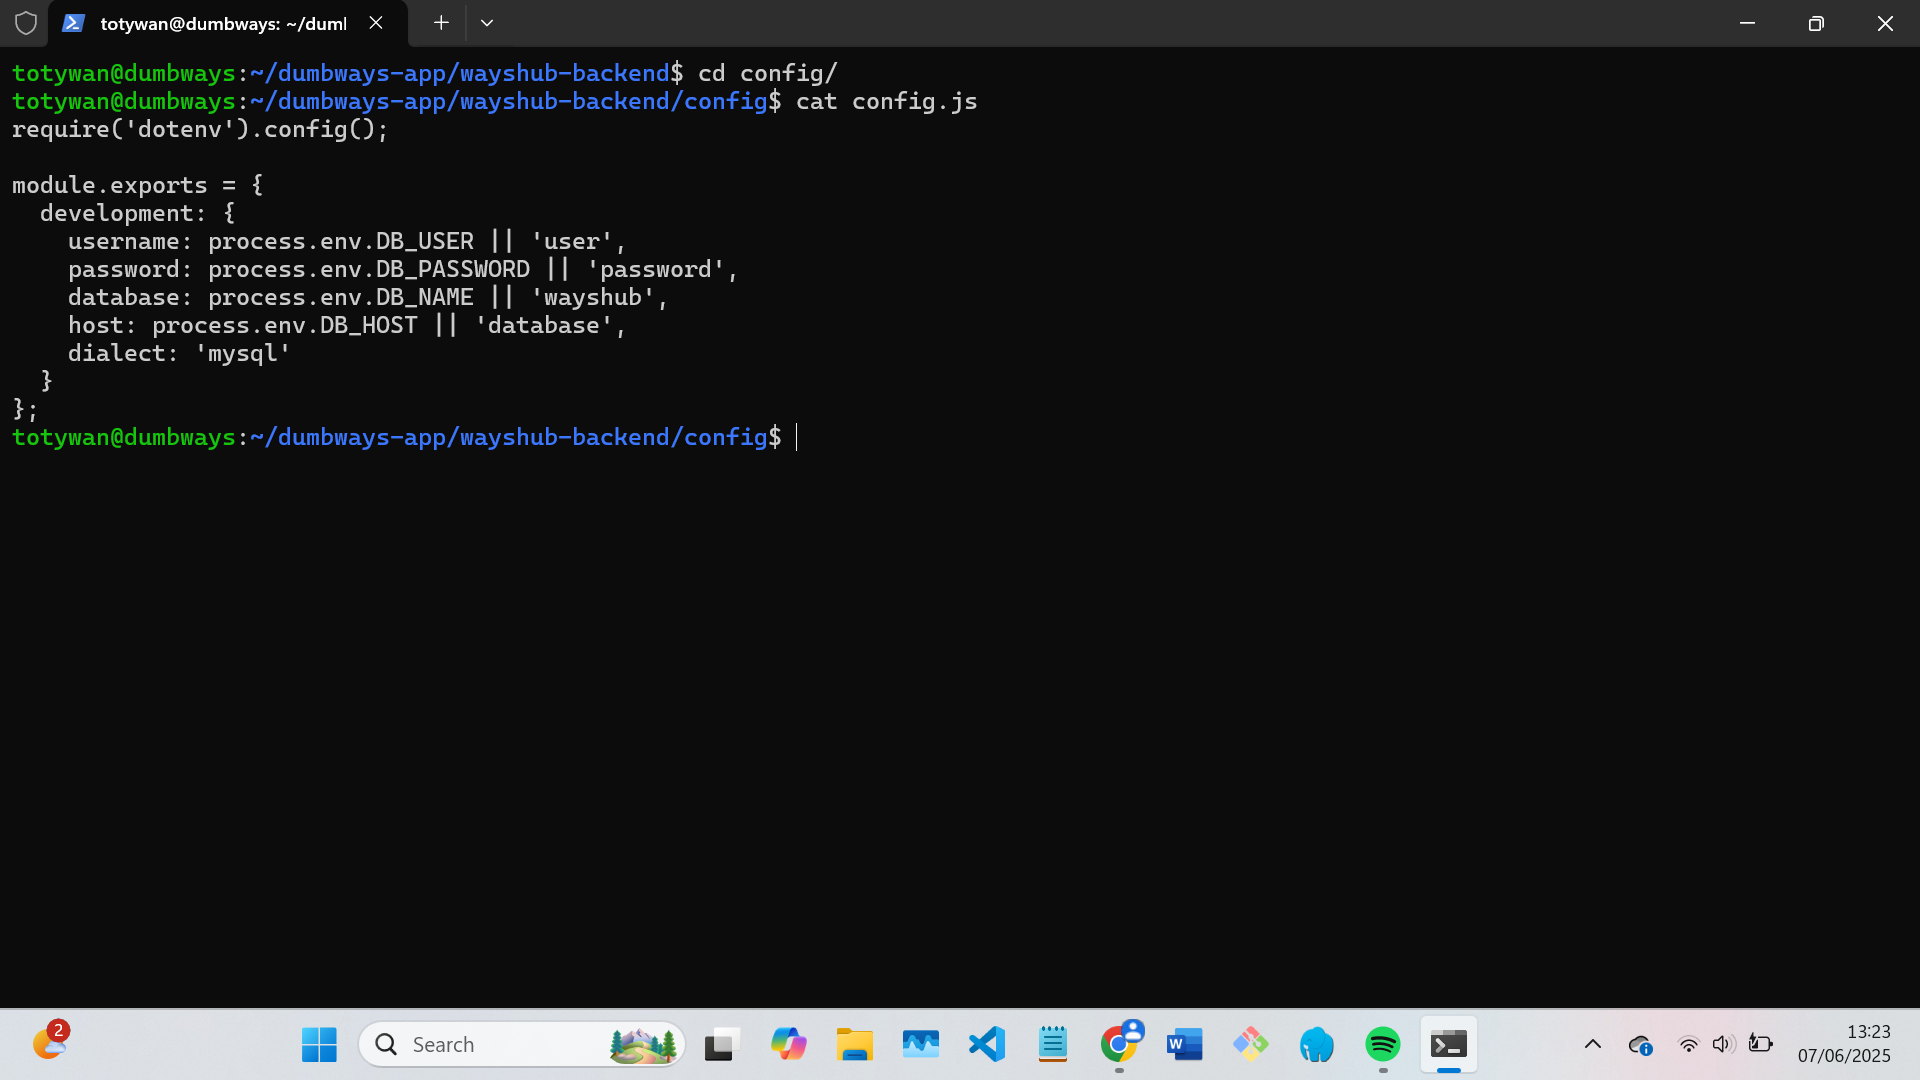 totywan@dumbways: ~/duml
totywan@dumbways:~/dumbways-app/wayshub-backend$ cd config/
totywan@dumbways:~/dumbways-app/wayshub-backend/config$ cat config.js
require('dotenv').config();
module.exports = {
  development: {
    username: process.env.DB_USER || 'user',
    password: process.env.DB_PASSWORD || 'password',
    database: process.env.DB_NAME || 'wayshub',
    host: process.env.DB_HOST || 'database',
    dialect: 'mysql'
  }
};
totywan@dumbways:~/dumbways-app/wayshub-backend/config$
2
Search
W
13:23
07/06/2025